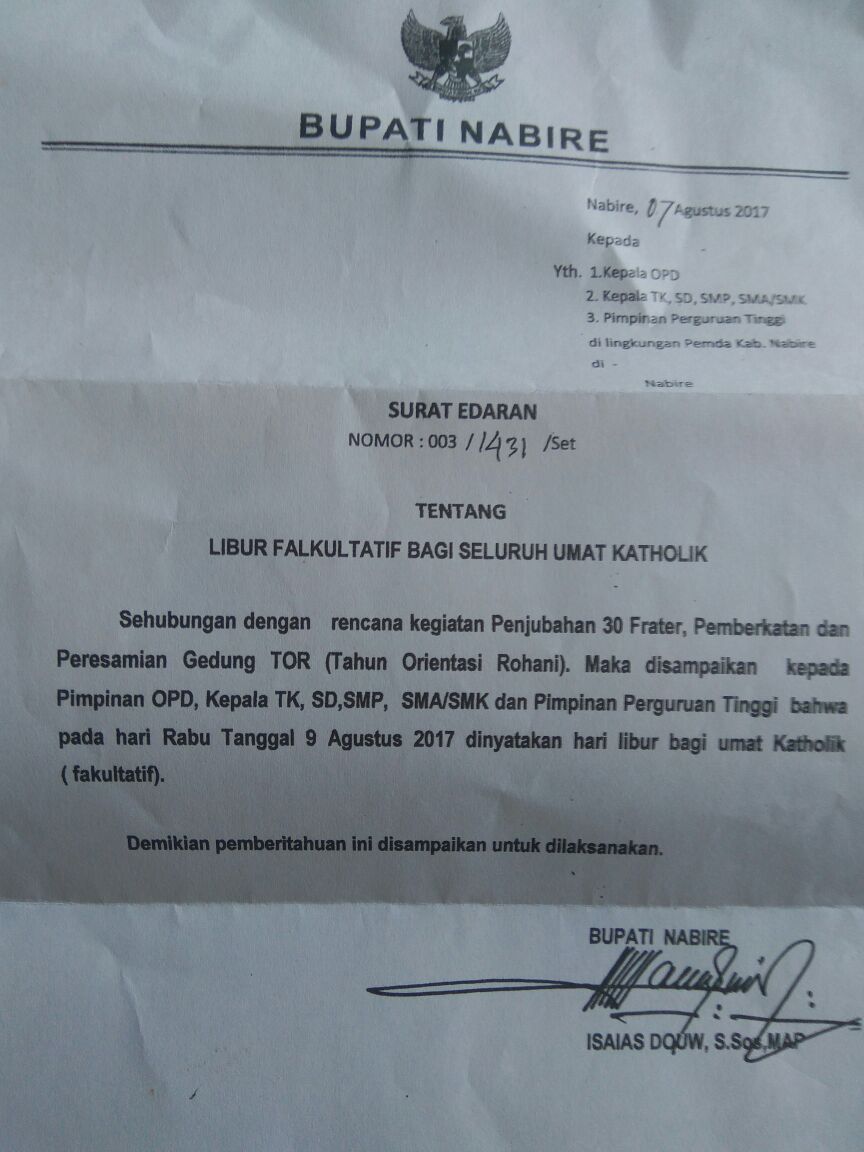 BUPATI NABIRE
Nabire, 07 Agustus 2017
Kepada
Yth. 1.Kepala OPD
2. Kepala TK, SD, SMP, SMA/SMK
3. Pimpinan Perguruan Tinggi
di lingkungan Pemda Kab. Nabire
di -
Nabire
SURAT EDARAN
NOMOR : 003 /1431 /Set
TENTANG
LIBUR FALKULTATIF BAGI SELURUH UMAT KATHOLIK
Sehubungan dengan rencana kegiatan Penjubahan 30 Frater, Pemberkatan dan
Peresamian Gedung TOR (Tahun Orientasi Rohani). Maka disampaikan kepada
Pimpinan OPD, Kepala TK, SD,SMP, SMA/SMK dan Pimpinan Perguruan Tinggi bahwa
pada hari Rabu Tanggal 9 Agustus 2017 dinyatakan hari libur bagi umat Katholik
( fakultatif).
Demikian pemberitahuan ini disampaikan untuk dilaksanakan.
BUPATI NABIRE
ISAIAS DOUW, S.Sos,MAP